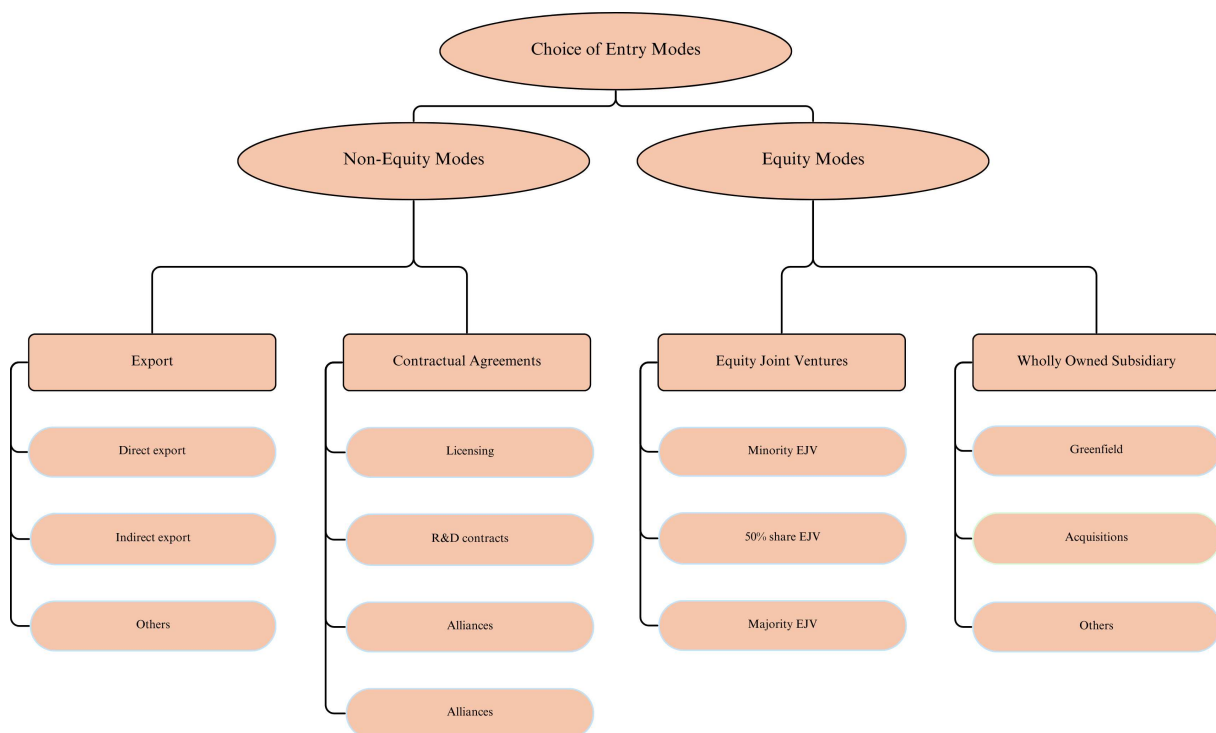 Choice of Entry Modes
Non-Equity Modes
Equity Modes
Export
Contractual Agreements
Equity Joint Ventures
Wholly Owned Subsidiary
Direct export
Licensing
Minority EJV
Greenfield
Indirect export
R&D contracts
50% share EJV
Acquisitions
Others
Alliances
Majority EJV
Others
Alliances